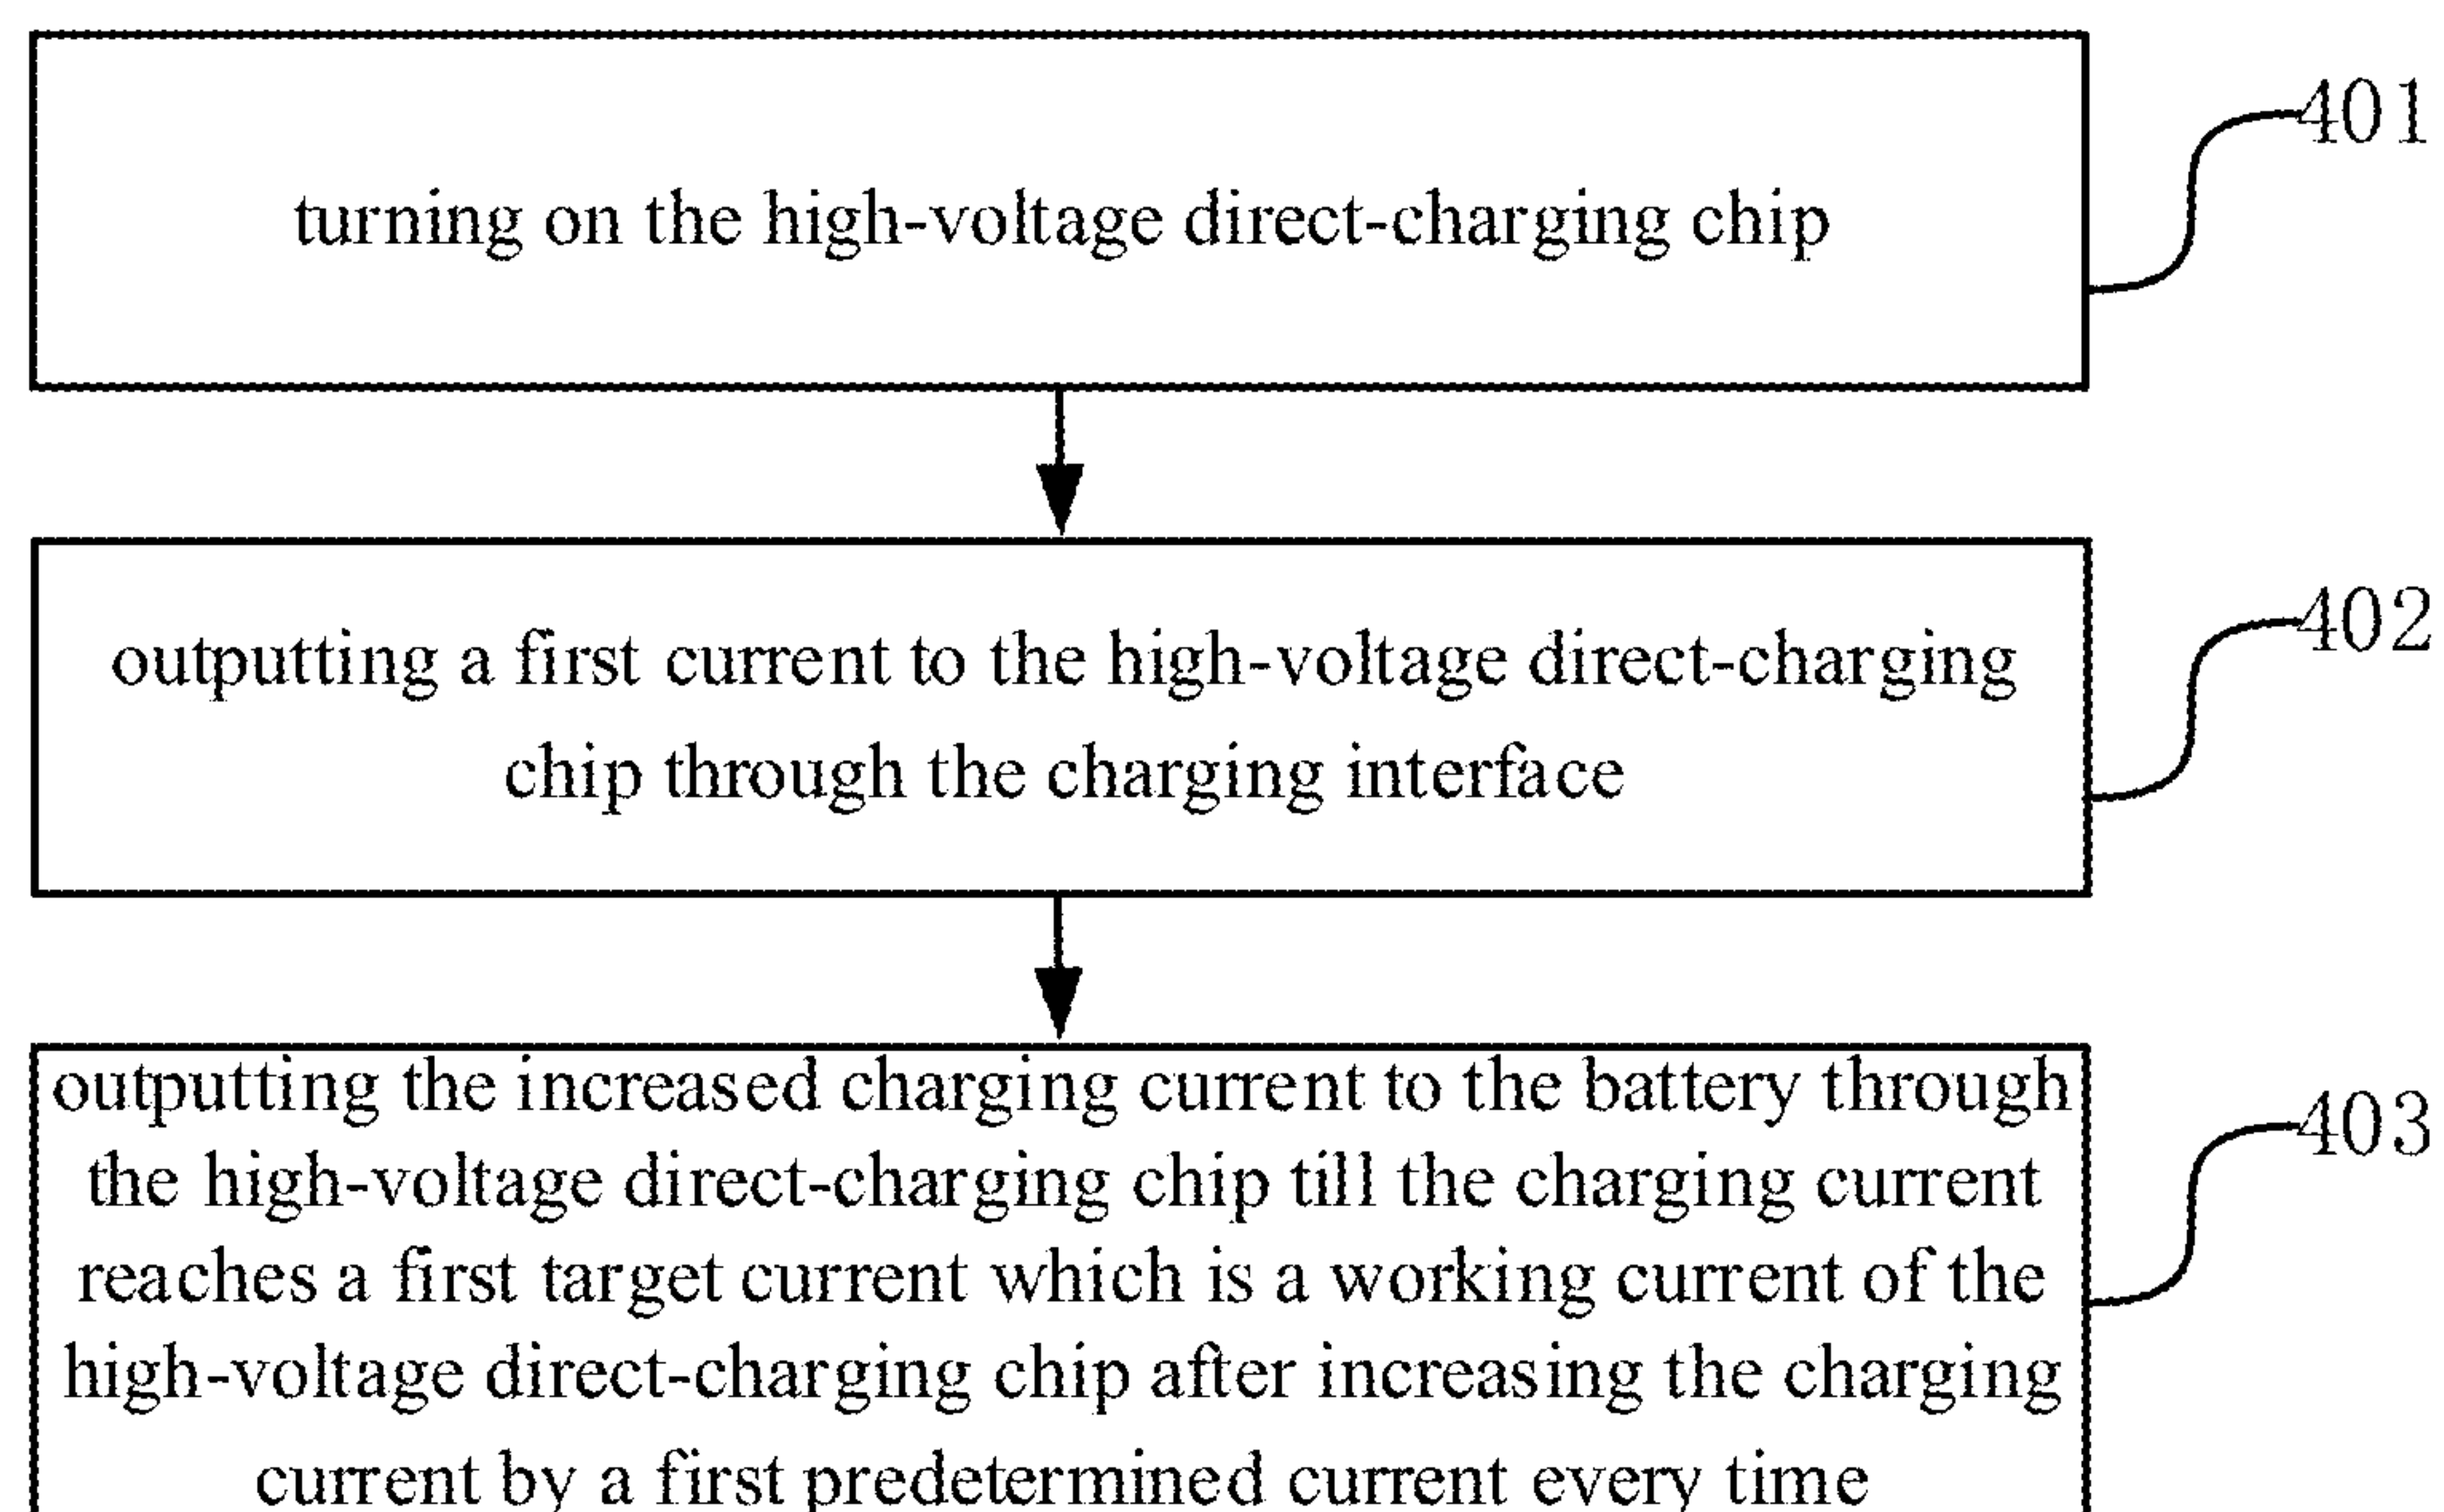 turning on the high-voltage direct-charging chip
401
outputting a first current to the high-voltage direct-charging
chip through the charging interface
402
outputting the increased charging current to the battery through
the high-voltage direct-charging chip till the charging current
reaches a first target current which is a working current of the
high-voltage direct-charging chip after increasing the charging
current by a first predetermined current every time
403